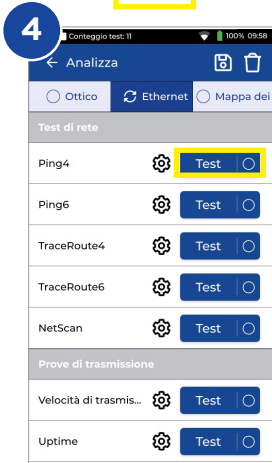 4
Conteggio test: 11 100% 09:58
Analizza
Ottico Ethernet Mappa dei
Test di rete
Ping4 Test
Ping6 Test
TraceRoute4 Test
TraceRoute6 Test
NetScan Test
Prove di trasmissione
Velocità di trasmis... Test
Uptime Test